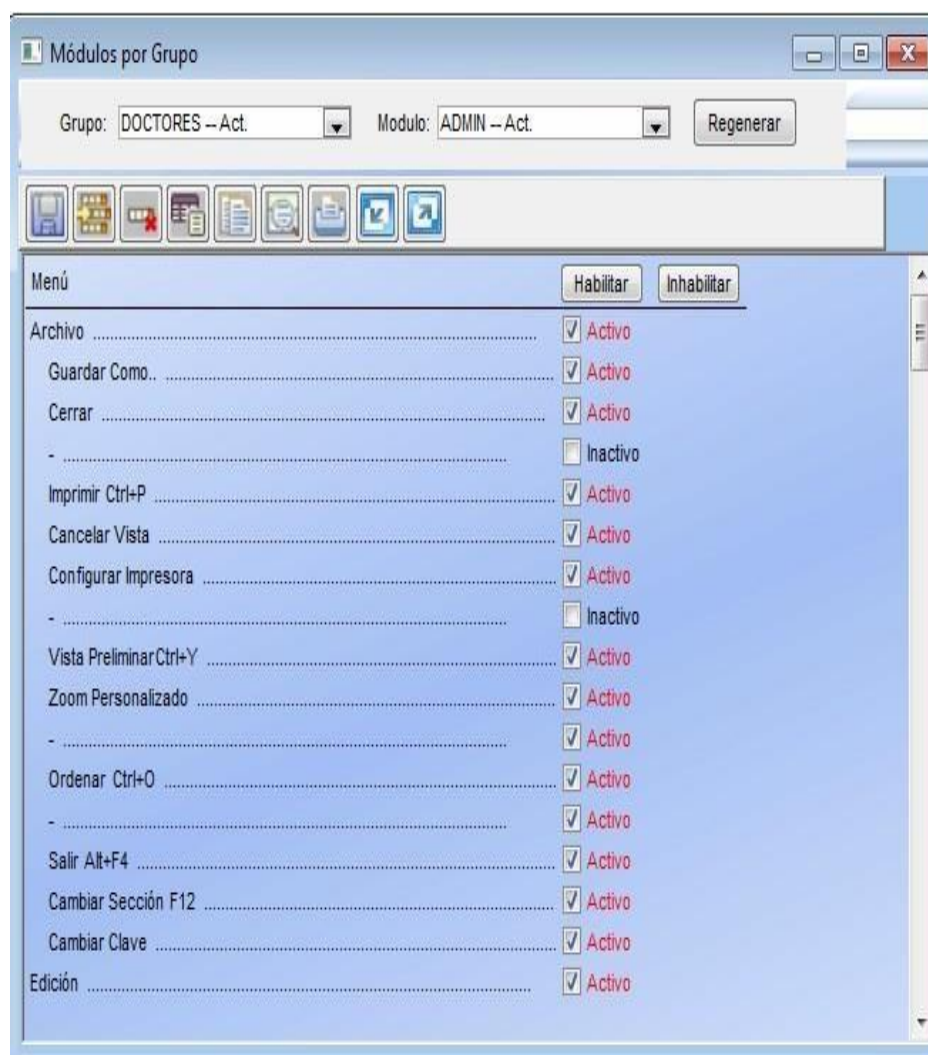 Módulos por Grupo
Grupo: DOCTORES -- Act. Modulo: ADMIN -- Act. Regenerar
Menú Habilitar Inhabilitar
Archivo ........ Activo
Guardar Como.. ........ Activo
Cerrar ........ Activo
- ........ Inactivo
Imprimir Ctrl+P ........ Activo
Cancelar Vista ........ Activo
Configurar Impresora ........ Activo
- ........ Inactivo
Vista Preliminar Ctrl+Y ........ Activo
Zoom Personalizado ........ Activo
- ........ Activo
Ordenar Ctrl+O ........ Activo
- ........ Activo
Salir Alt+F4 ........ Activo
Cambiar Sección F12 ........ Activo
Cambiar Clave ........ Activo
Edición ........ Activo